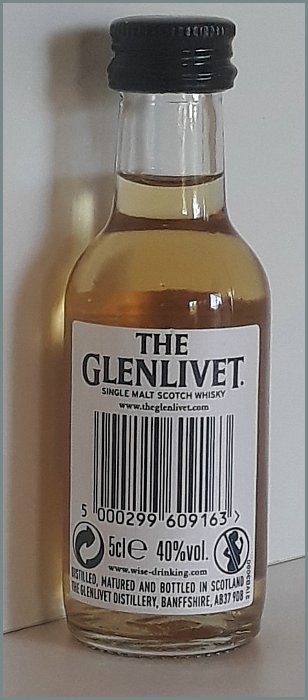 THE
GLENLIVET.
SINGLE MALT SCOTCH WHISKY
www.theglenlivet.com
5 000299 609163 >
5cl e 40%vol.
www.wise-drinking.com
DISTILLED, MATURED AND BOTTLED IN SCOTLAND
THE GLENLIVET DISTILLERY, BANFFSHIRE, AB37 9DB